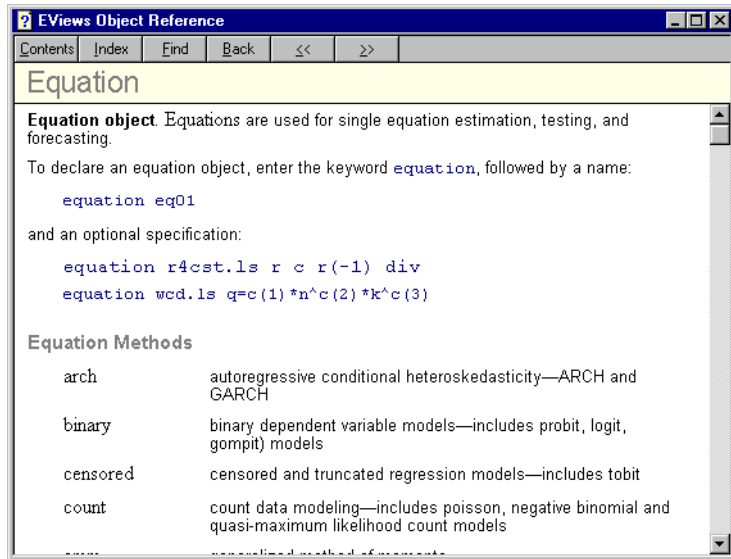 EViews Object Reference
Contents Index Find Back << >>
Equation
Equation object. Equations are used for single equation estimation, testing, and
forecasting.
To declare an equation object, enter the keyword equation, followed by a name:
equation eq01
and an optional specification:
equation r4cst.ls r c r(-1) div
equation wcd.ls q=c(1)*n^c(2)*k^c(3)
Equation Methods
arch autoregressive conditional heteroskedasticity—ARCH and
GARCH
binary binary dependent variable models—includes probit, logit,
gompit) models
censored censored and truncated regression models—includes tobit
count count data modeling—includes poisson, negative binomial and
quasi-maximum likelihood count models
generalized method of moments